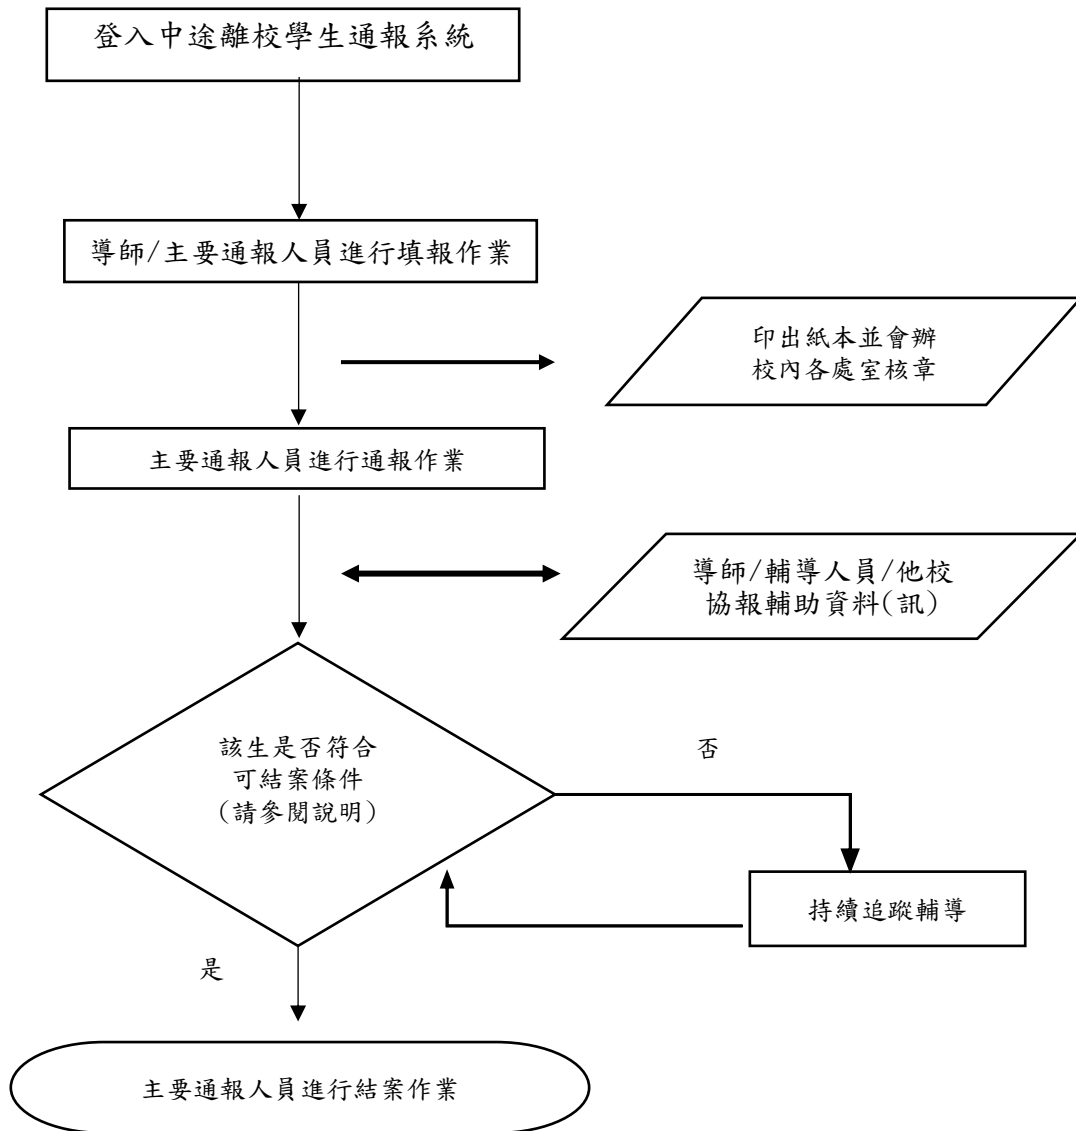 登入中途離校學生通報系統
導師/主要通報人員進行填報作業
印出紙本並會辦
校內各處室核章
主要通報人員進行通報作業
導師/輔導人員/他校
協報輔助資料(訊)
該生是否符合
可結案條件
(請參閱說明)
否
持續追蹤輔導
是
主要通報人員進行結案作業